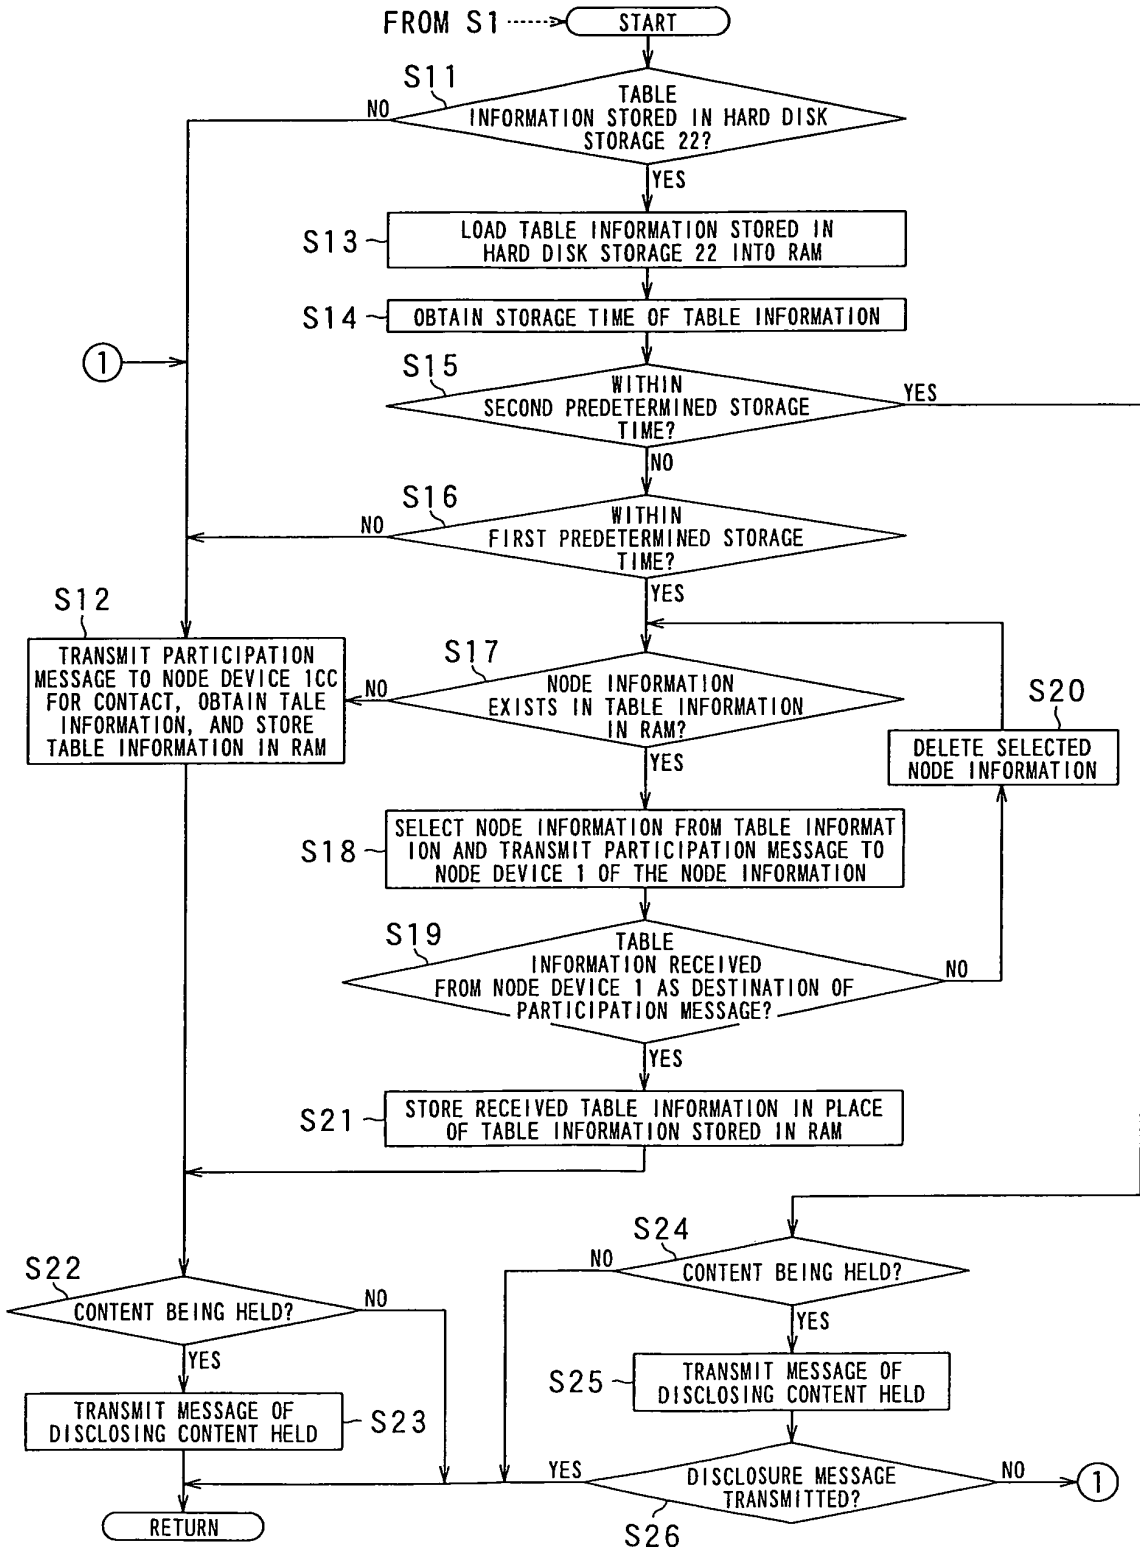 FROM S1
START
S11
TABLE
INFORMATION STORED IN HARD DISK
STORAGE 22?
NO
YES
S13
LOAD TABLE INFORMATION STORED IN
HARD DISK STORAGE 22 INTO RAM
S14
OBTAIN STORAGE TIME OF TABLE INFORMATION
1
S15
WITHIN
SECOND PREDETERMINED STORAGE
TIME?
YES
NO
S16
WITHIN
FIRST PREDETERMINED STORAGE
TIME?
NO
YES
S12
TRANSMIT PARTICIPATION
MESSAGE TO NODE DEVICE 1CC
FOR CONTACT, OBTAIN TALE
INFORMATION, AND STORE
TABLE INFORMATION IN RAM
S17
NODE INFORMATION
EXISTS IN TABLE INFORMATION
IN RAM?
NO
YES
S20
DELETE SELECTED
NODE INFORMATION
S18
SELECT NODE INFORMATION FROM TABLE INFORMAT
ION AND TRANSMIT PARTICIPATION MESSAGE TO
NODE DEVICE 1 OF THE NODE INFORMATION
S19
TABLE
INFORMATION RECEIVED
FROM NODE DEVICE 1 AS DESTINATION OF
PARTICIPATION MESSAGE?
NO
YES
S21
STORE RECEIVED TABLE INFORMATION IN PLACE
OF TABLE INFORMATION STORED IN RAM
S22
CONTENT BEING HELD?
NO
YES
S23
TRANSMIT MESSAGE OF
DISCLOSING CONTENT HELD
RETURN
S24
CONTENT BEING HELD?
NO
YES
S25
TRANSMIT MESSAGE OF
DISCLOSING CONTENT HELD
S26
DISCLOSURE MESSAGE
TRANSMITTED?
YES
NO
1